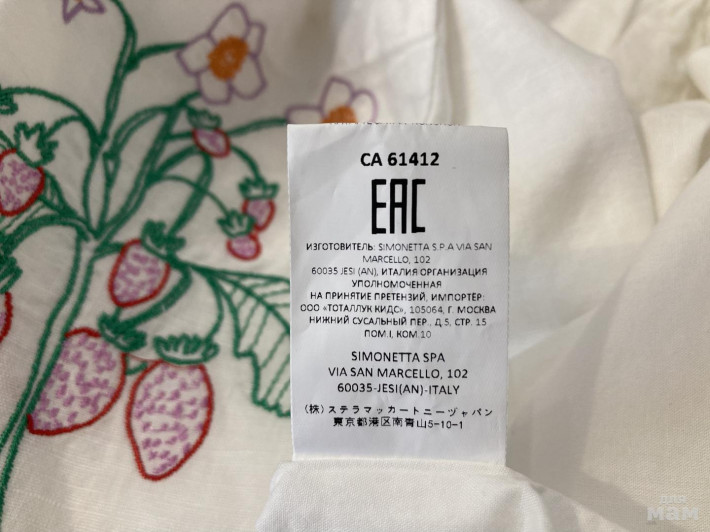 CA 61412
EAC
ИЗГОТОВИТЕЛЬ: SIMONETTA S.P.A VIA SAN
MARCELLO, 102
60035 JESI (AN), ИТАЛИЯ ОРГАНИЗАЦИЯ
УПОЛНОМОЧЕННАЯ
НА ПРИНЯТИЕ ПРЕТЕНЗИЙ, ИМПОРТЁР:
ООО «ТОТАЛЛУК КИДС», 105064, Г. МОСКВА
НИЖНИЙ СУСАЛЬНЫЙ ПЕР., Д.5, СТР. 15
ПОМ.I, КОМ.10
SIMONETTA SPA
VIA SAN MARCELLO, 102
60035-JESI(AN)-ITALY
(株)ステラマッカートニージャパン
東京都港区南青山5-10-1
для
мам